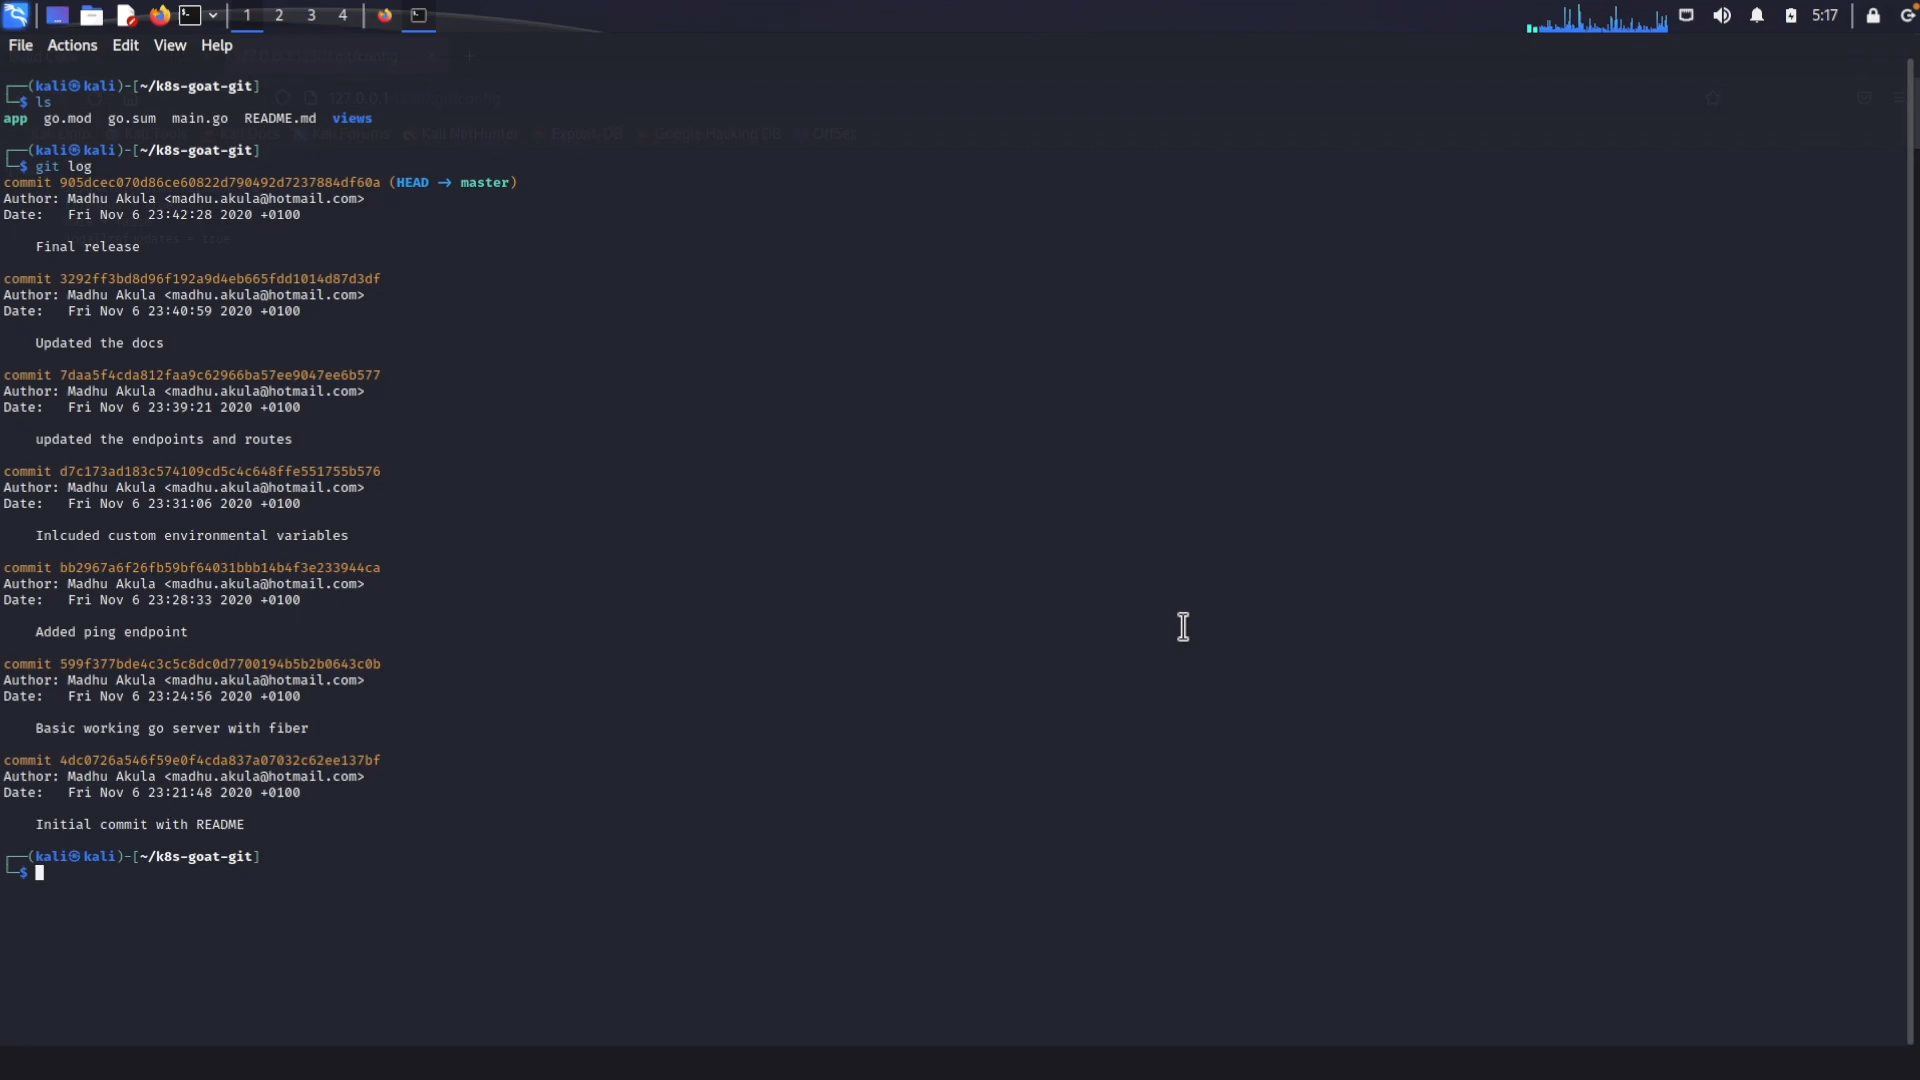 1 2 3 4 5:17
File Actions Edit View Help
┌──(kali㉿kali)-[~/k8s-goat-git]
└─$ ls
app go.mod go.sum main.go README.md views
┌──(kali㉿kali)-[~/k8s-goat-git]
└─$ git log
commit 905dcec070d86ce60822d790492d7237884df60a (HEAD → master)
Author: Madhu Akula <madhu.akula@hotmail.com>
Date: Fri Nov 6 23:42:28 2020 +0100
Final release
commit 3292ff3bd8d96f192a9d4eb665fdd1014d87d3df
Author: Madhu Akula <madhu.akula@hotmail.com>
Date: Fri Nov 6 23:40:59 2020 +0100
Updated the docs
commit 7daa5f4cda812faa9c62966ba57ee9047ee6b577
Author: Madhu Akula <madhu.akula@hotmail.com>
Date: Fri Nov 6 23:39:21 2020 +0100
updated the endpoints and routes
commit d7c173ad183c574109cd5c4c648ffe551755b576
Author: Madhu Akula <madhu.akula@hotmail.com>
Date: Fri Nov 6 23:31:06 2020 +0100
Inlcuded custom environmental variables
commit bb2967a6f26fb59bf64031bbb14b4f3e233944ca
Author: Madhu Akula <madhu.akula@hotmail.com>
Date: Fri Nov 6 23:28:33 2020 +0100
Added ping endpoint
commit 599f377bde4c3c5c8dc0d7700194b5b2b0643c0b
Author: Madhu Akula <madhu.akula@hotmail.com>
Date: Fri Nov 6 23:24:56 2020 +0100
Basic working go server with fiber
commit 4dc0726a546f59e0f4cda837a07032c62ee137bf
Author: Madhu Akula <madhu.akula@hotmail.com>
Date: Fri Nov 6 23:21:48 2020 +0100
Initial commit with README
┌──(kali㉿kali)-[~/k8s-goat-git]
└─$